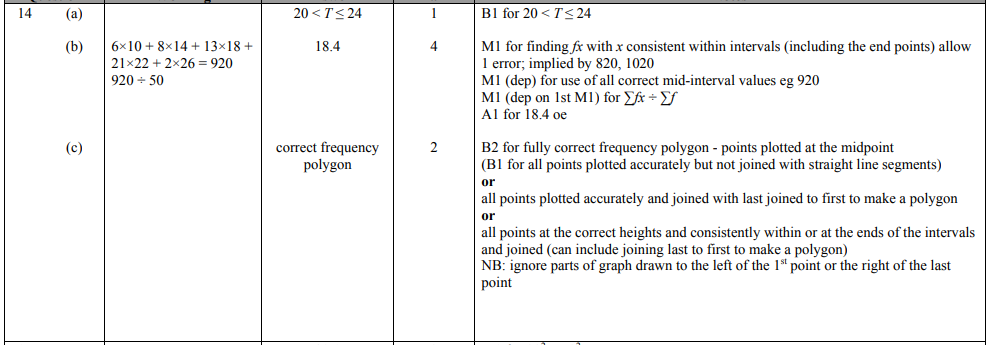 14 (a) 20 < T ≤ 24 1 B1 for 20 < T ≤ 24
(b) 6×10 + 8×14 + 13×18 + 18.4 4 M1 for finding fx with x consistent within intervals (including the end points) allow
21×22 + 2×26 = 920 1 error; implied by 820, 1020
920 ÷ 50 M1 (dep) for use of all correct mid-interval values eg 920
M1 (dep on 1st M1) for ∑fx ÷ ∑f
A1 for 18.4 oe
(c) correct frequency 2 B2 for fully correct frequency polygon - points plotted at the midpoint
polygon (B1 for all points plotted accurately but not joined with straight line segments)
or
all points plotted accurately and joined with last joined to first to make a polygon
or
all points at the correct heights and consistently within or at the ends of the intervals
and joined (can include joining last to first to make a polygon)
NB: ignore parts of graph drawn to the left of the 1st point or the right of the last
point